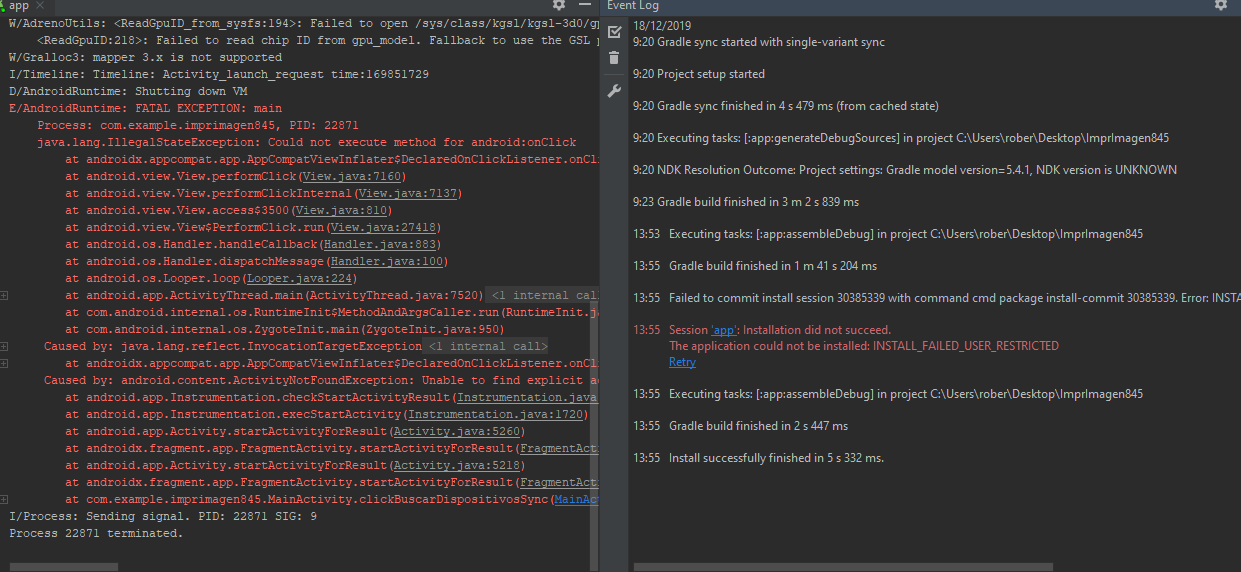 app
W/AdrenoUtils: <ReadGpuID_from_sysfs:194>: Failed to open /sys/class/kgsl/kgsl-3d0/
<ReadGpuID:218>: Failed to read chip ID from gpu_model. Fallback to use the GSL
W/Gralloc3: mapper 3.x is not supported
I/Timeline: Timeline: Activity_launch_request time:169851729
D/AndroidRuntime: Shutting down VM
E/AndroidRuntime: FATAL EXCEPTION: main
Process: com.example.imprimagen845, PID: 22871
java.lang.IllegalStateException: Could not execute method for android:onClick
at androidx.appcompat.app.AppCompatViewInflater$DeclaredOnClickListener.onCl
at android.view.View.performClick(View.java:7160)
at android.view.View.performClickInternal(View.java:7137)
at android.view.View.access$3500(View.java:810)
at android.view.View$PerformClick.run(View.java:27418)
at android.os.Handler.handleCallback(Handler.java:883)
at android.os.Handler.dispatchMessage(Handler.java:100)
at android.os.Looper.loop(Looper.java:224)
at android.app.ActivityThread.main(ActivityThread.java:7520) <1 internal cal
at com.android.internal.os.RuntimeInit$MethodAndArgsCaller.run(RuntimeInit.j
at com.android.internal.os.ZygoteInit.main(ZygoteInit.java:950)
Caused by: java.lang.reflect.InvocationTargetException <1 internal call>
at androidx.appcompat.app.AppCompatViewInflater$DeclaredOnClickListener.onCl
Caused by: android.content.ActivityNotFoundException: Unable to find explicit a
at android.app.Instrumentation.checkStartActivityResult(Instrumentation.java
at android.app.Instrumentation.execStartActivity(Instrumentation.java:1720)
at android.app.Activity.startActivityForResult(Activity.java:5260)
at androidx.fragment.app.FragmentActivity.startActivityForResult(FragmentAct
at android.app.Activity.startActivityForResult(Activity.java:5218)
at androidx.fragment.app.FragmentActivity.startActivityForResult(FragmentAct
at com.example.imprimagen845.MainActivity.clickBuscarDispositivosSync(MainAc
I/Process: Sending signal. PID: 22871 SIG: 9
Process 22871 terminated.
Event Log
18/12/2019
9:20 Gradle sync started with single-variant sync
9:20 Project setup started
9:20 Gradle sync finished in 4 s 479 ms (from cached state)
9:20 Executing tasks: [:app:generateDebugSources] in project C:\Users\rober\Desktop\ImprImagen845
9:20 NDK Resolution Outcome: Project settings: Gradle model version=5.4.1, NDK version is UNKNOWN
9:23 Gradle build finished in 3 m 2 s 839 ms
13:53 Executing tasks: [:app:assembleDebug] in project C:\Users\rober\Desktop\ImprImagen845
13:55 Gradle build finished in 1 m 41 s 204 ms
13:55 Failed to commit install session 30385339 with command cmd package install-commit 30385339. Error: INST
13:55 Session 'app': Installation did not succeed.
The application could not be installed: INSTALL_FAILED_USER_RESTRICTED
Retry
13:55 Executing tasks: [:app:assembleDebug] in project C:\Users\rober\Desktop\ImprImagen845
13:55 Gradle build finished in 2 s 447 ms
13:55 Install successfully finished in 5 s 332 ms.